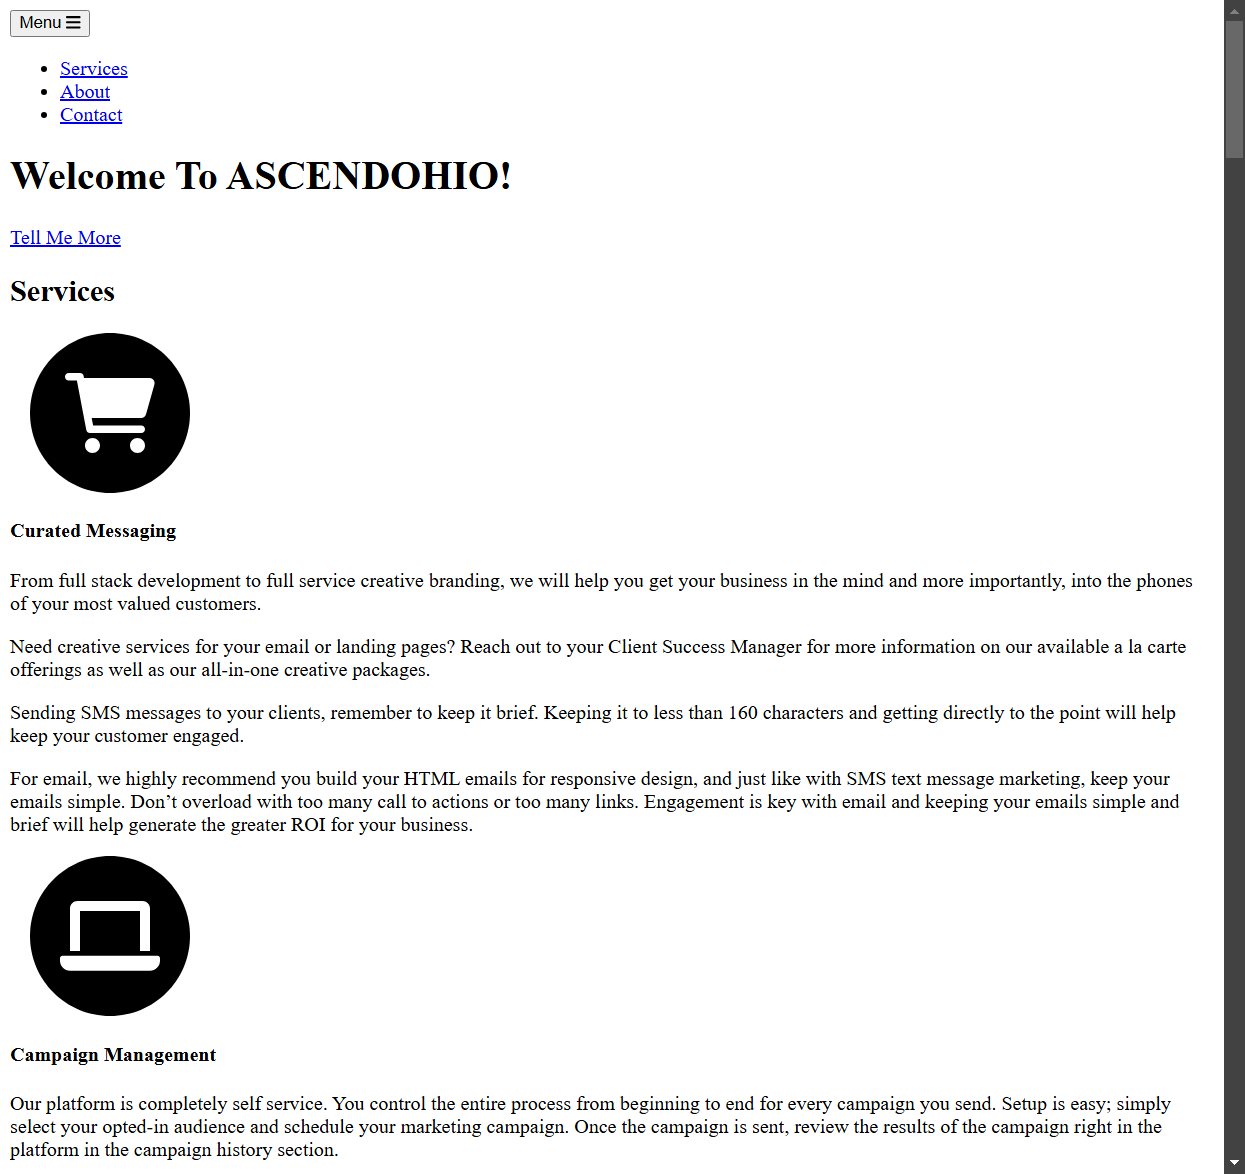 Menu
Services
About
Contact
Welcome To ASCENDOHIO!
Tell Me More
Services
Curated Messaging
From full stack development to full service creative branding, we will help you get your business in the mind and more importantly, into the phones
of your most valued customers.
Need creative services for your email or landing pages? Reach out to your Client Success Manager for more information on our available a la carte
offerings as well as our all-in-one creative packages.
Sending SMS messages to your clients, remember to keep it brief. Keeping it to less than 160 characters and getting directly to the point will help
keep your customer engaged.
For email, we highly recommend you build your HTML emails for responsive design, and just like with SMS text message marketing, keep your
emails simple. Don’t overload with too many call to actions or too many links. Engagement is key with email and keeping your emails simple and
brief will help generate the greater ROI for your business.
Campaign Management
Our platform is completely self service. You control the entire process from beginning to end for every campaign you send. Setup is easy; simply
select your opted-in audience and schedule your marketing campaign. Once the campaign is sent, review the results of the campaign right in the
platform in the campaign history section.